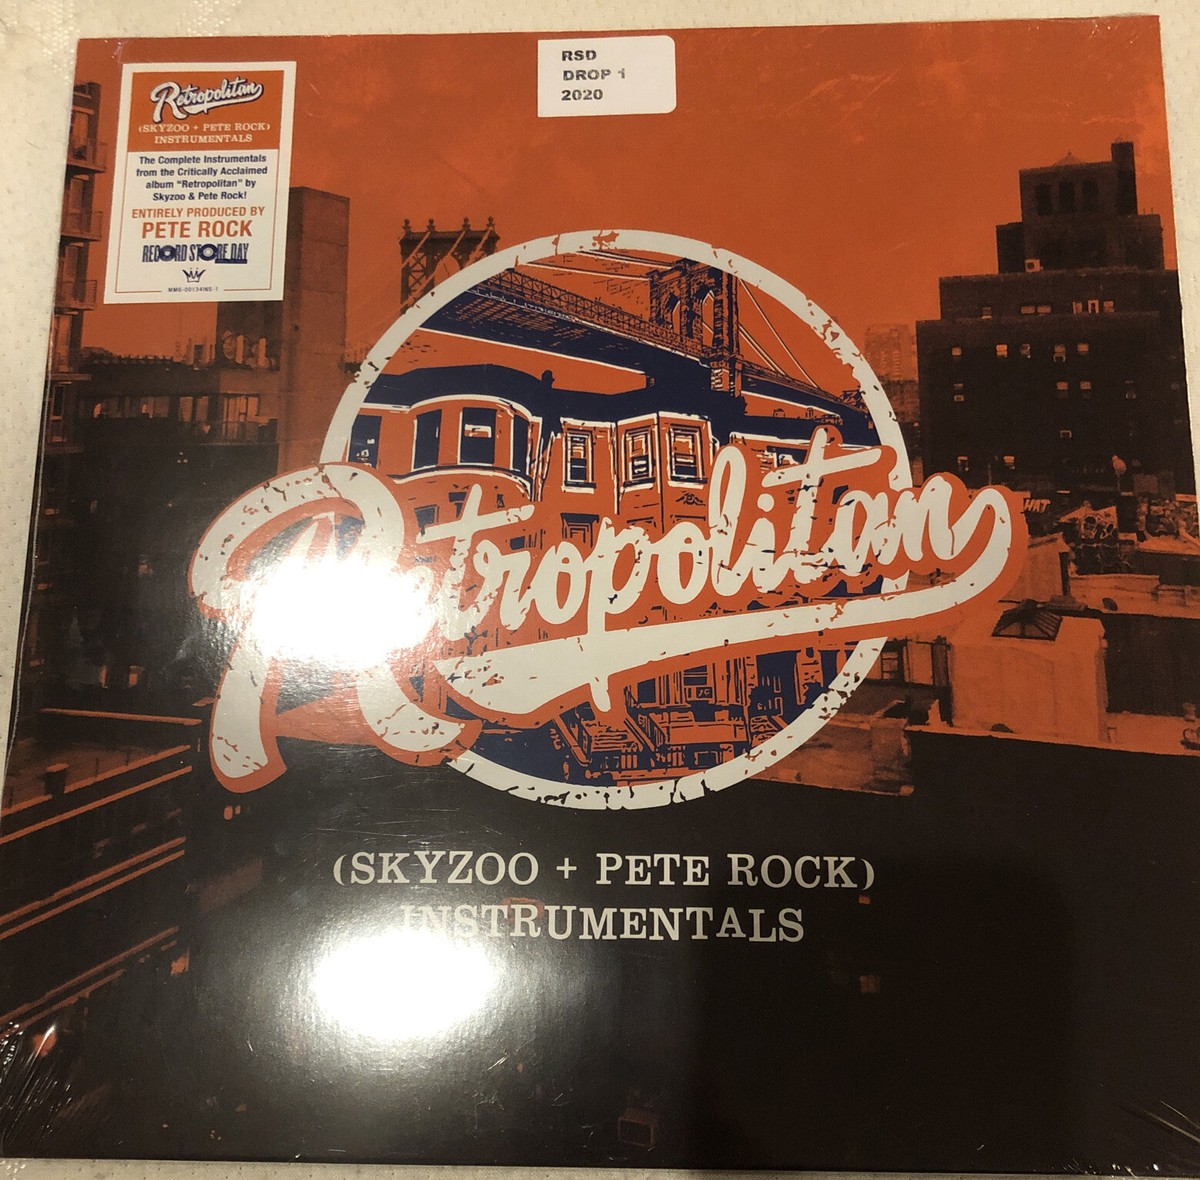 RSD
DROP 1
2020
Retropolitan
(SKYZOO + PETE ROCK)
INSTRUMENTALS
The Complete Instrumentals
from the Critically Acclaimed
album "Retropolitan" by
Skyzoo & Pete Rock!
ENTIRELY PRODUCED BY
PETE ROCK
RECORD STORE DAY
Retropolitan
(SKYZOO + PETE ROCK)
INSTRUMENTALS